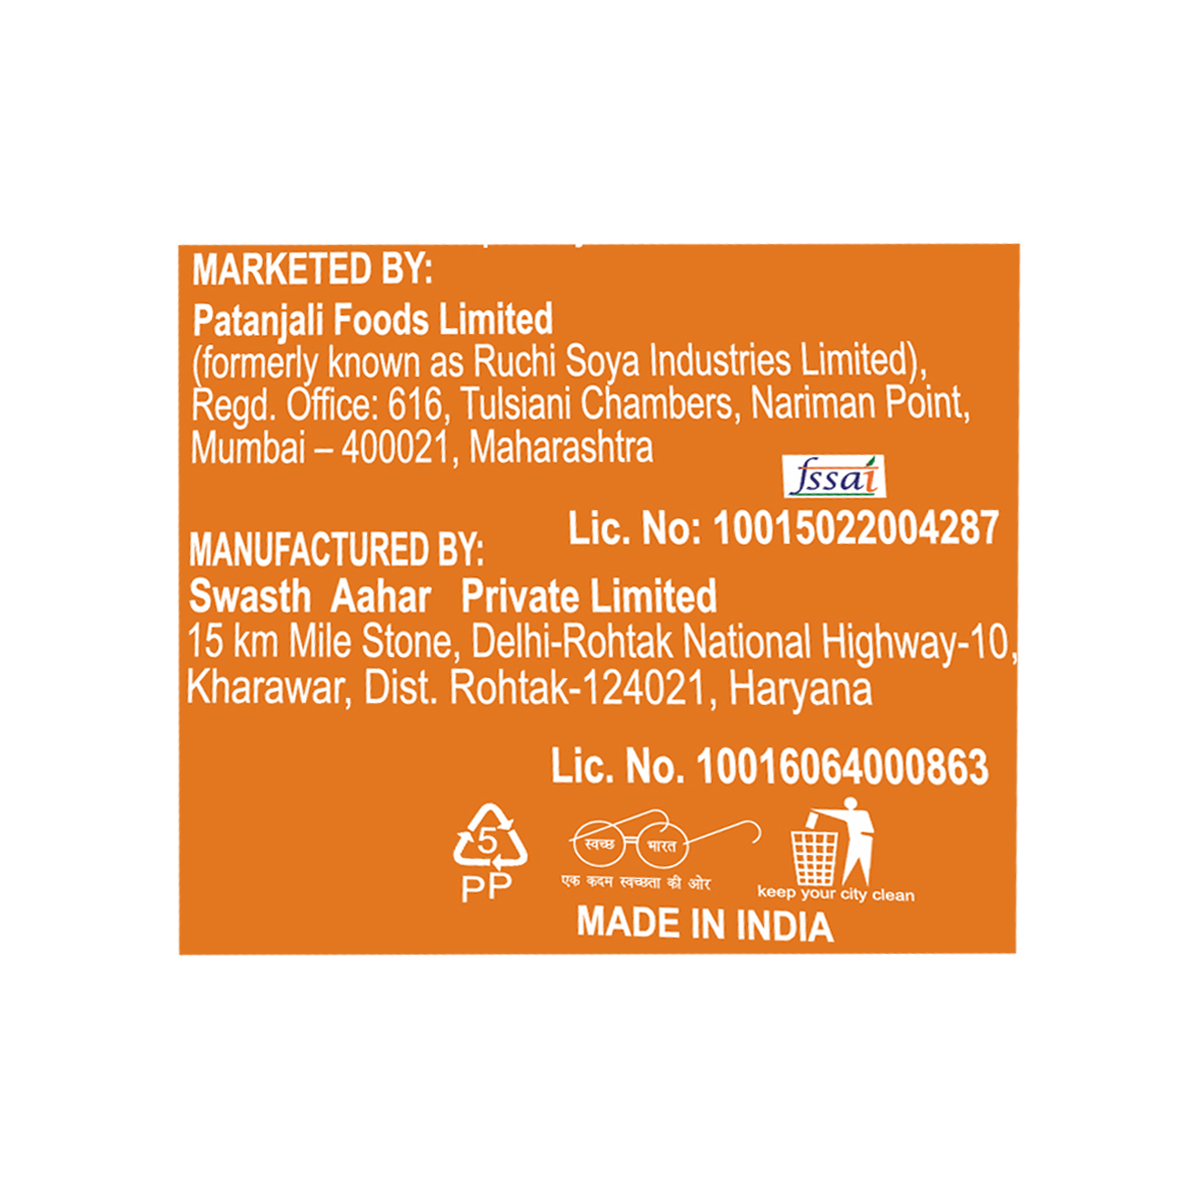 MARKETED BY:
Patanjali Foods Limited
(formerly known as Ruchi Soya Industries Limited),
Regd. Office: 616, Tulsiani Chambers, Nariman Point,
Mumbai – 400021, Maharashtra
fssai
Lic. No: 10015022004287
MANUFACTURED BY:
Swasth Aahar Private Limited
15 km Mile Stone, Delhi-Rohtak National Highway-10,
Kharawar, Dist. Rohtak-124021, Haryana
Lic. No. 10016064000863
5
PP
स्वच्छ भारत
एक कदम स्वच्छता की ओर
keep your city clean
MADE IN INDIA